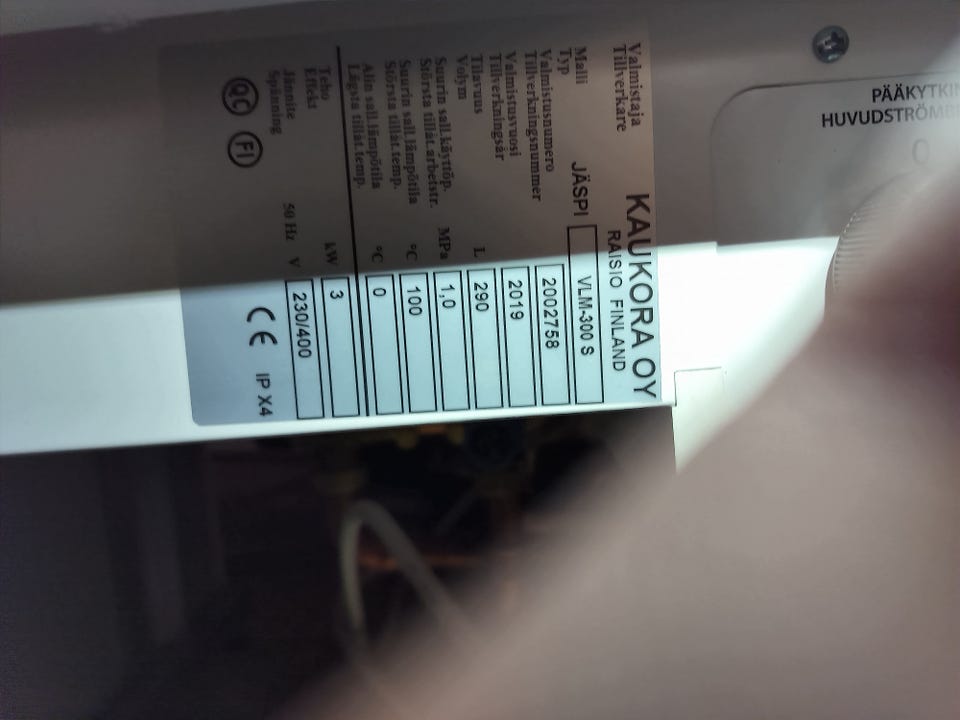 PÄÄKYTKIN
HUVUDSTRÖMB
0
Valmistaja KAUKORA OY
Tillverkare RAISIO FINLAND
Malli JÄSPI VLM-300 S
Typ
Valmistusnumero 2002758
Tillverkningsnummer
Valmistusvuosi 2019
Tillverkningsår
Tilavuus L 290
Volym
Suurin sall.käyttöp. MPa 1,0
Största tillåt.arbetstr.
Suurin sall.lämpötila °C 100
Största tillåt.temp.
Alin sall.lämpötila °C 0
Lägsta tillåt.temp.
Teho kW 3
Effekt
Jännite 50 Hz V 230/400
Spänning
QC FI CE IP X4